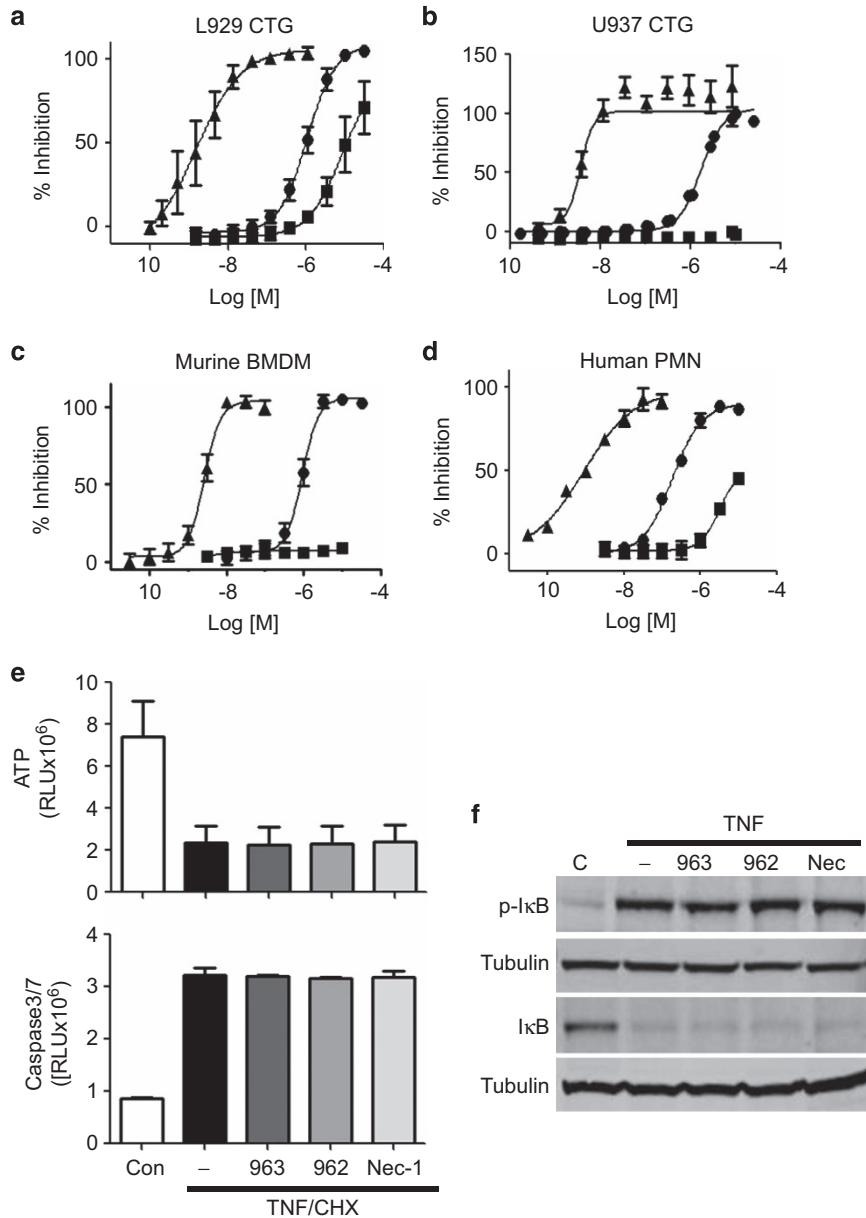 a
L929 CTG
% Inhibition
100
50
0
10 -8 -6 -4
Log [M]
b
U937 CTG
% Inhibition
150
100
50
0
10 -8 -6 -4
Log [M]
c
Murine BMDM
% Inhibition
100
50
0
10 -8 -6 -4
Log [M]
d
Human PMN
% Inhibition
100
50
0
10 -8 -6 -4
Log [M]
e
ATP
(RLUx10⁶)
10
8
6
4
2
0
Caspase3/7
([RLUx10⁶)
4
3
2
1
0
Con – 963 962 Nec-1
TNF/CHX
f
TNF
C – 963 962 Nec
p-IκB
Tubulin
IκB
Tubulin